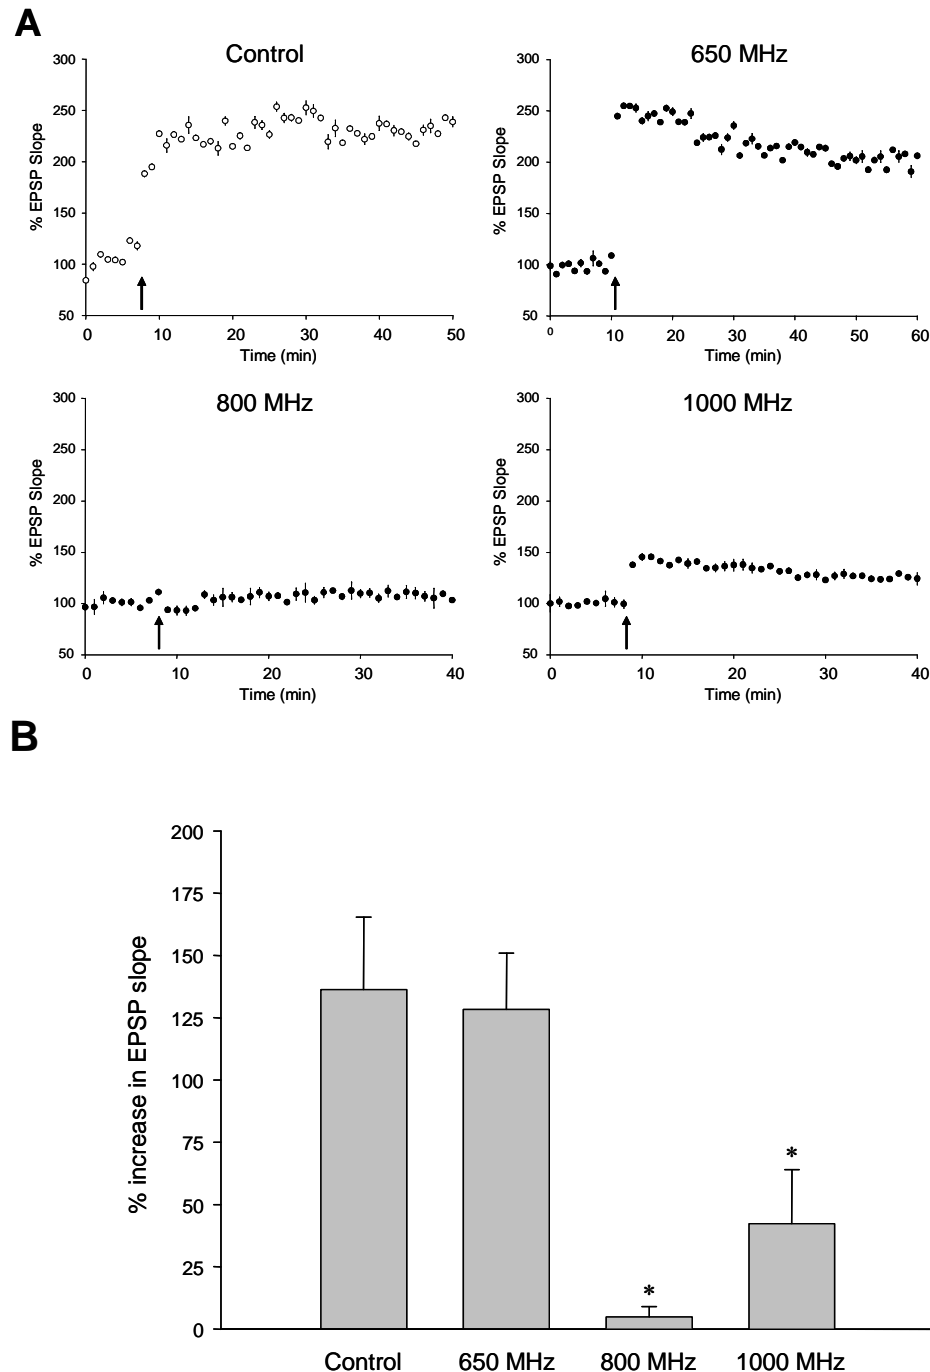 A
Control
300
250
200
150
100
50
% EPSP Slope
0 10 20 30 40 50
Time (min)
650 MHz
300
250
200
150
100
50
% EPSP Slope
0 10 20 30 40 50 60
Time (min)
800 MHz
300
250
200
150
100
50
% EPSP Slope
0 10 20 30 40
Time (min)
1000 MHz
300
250
200
150
100
50
% EPSP Slope
0 10 20 30 40
Time (min)
B
200
175
150
125
100
75
50
25
0
% increase in EPSP slope
*
*
Control 650 MHz 800 MHz 1000 MHz